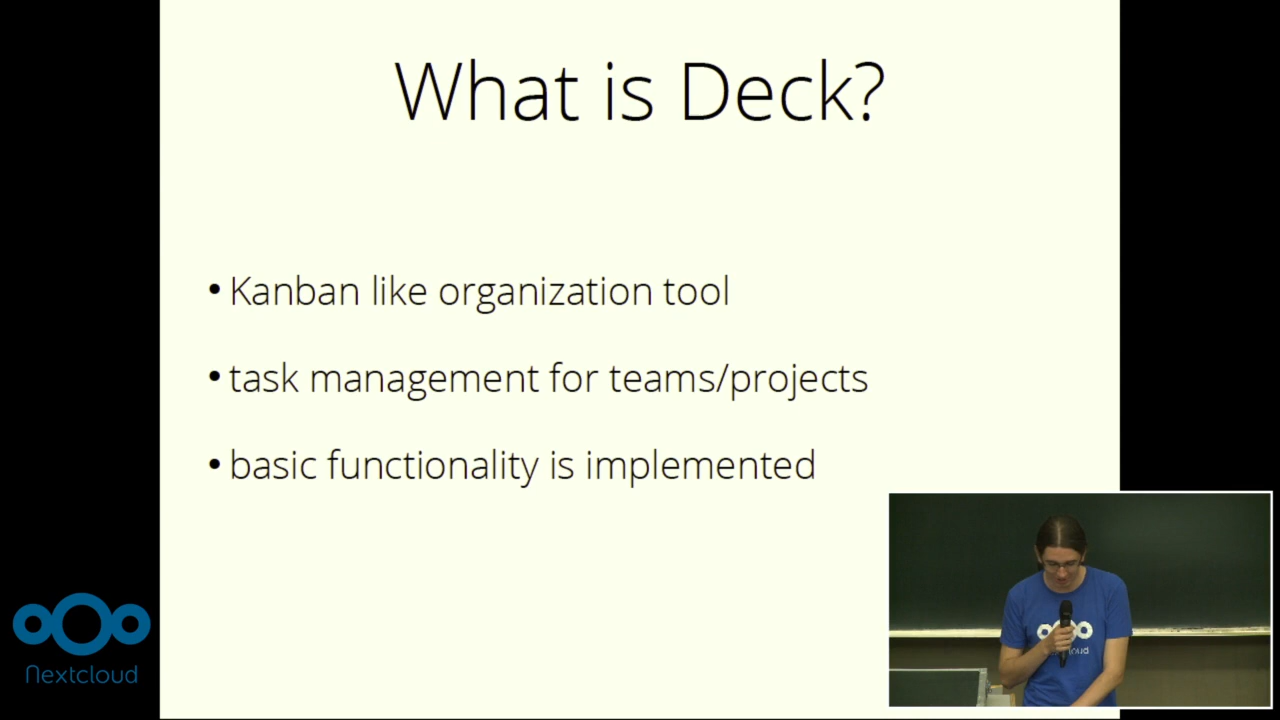 What is Deck?
• Kanban like organization tool
• task management for teams/projects
• basic functionality is implemented
Nextcloud